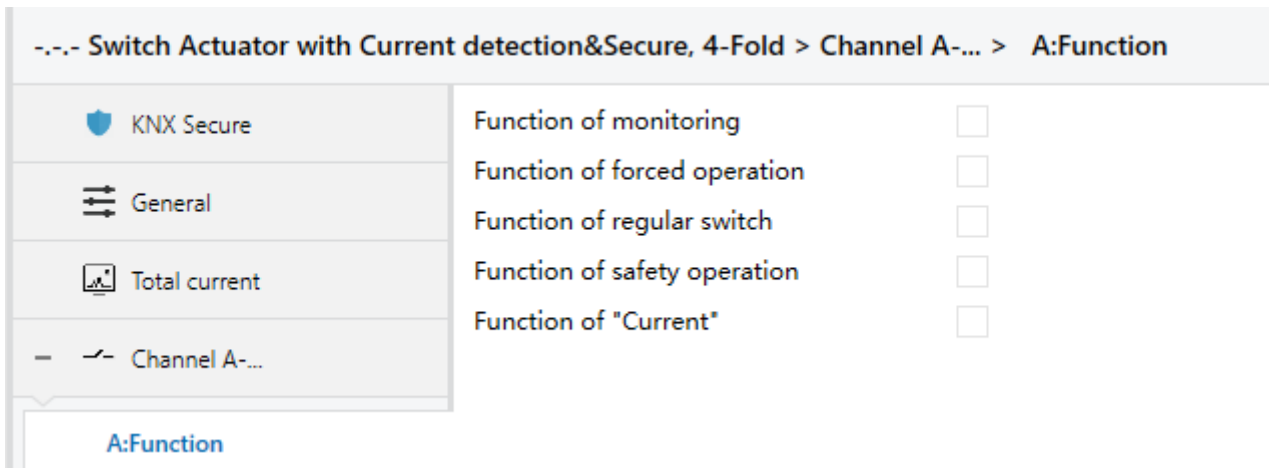 -.-.- Switch Actuator with Current detection&Secure, 4-Fold > Channel A-... > A:Function
KNX Secure
General
Total current
Channel A-...
A:Function
Function of monitoring
Function of forced operation
Function of regular switch
Function of safety operation
Function of "Current"